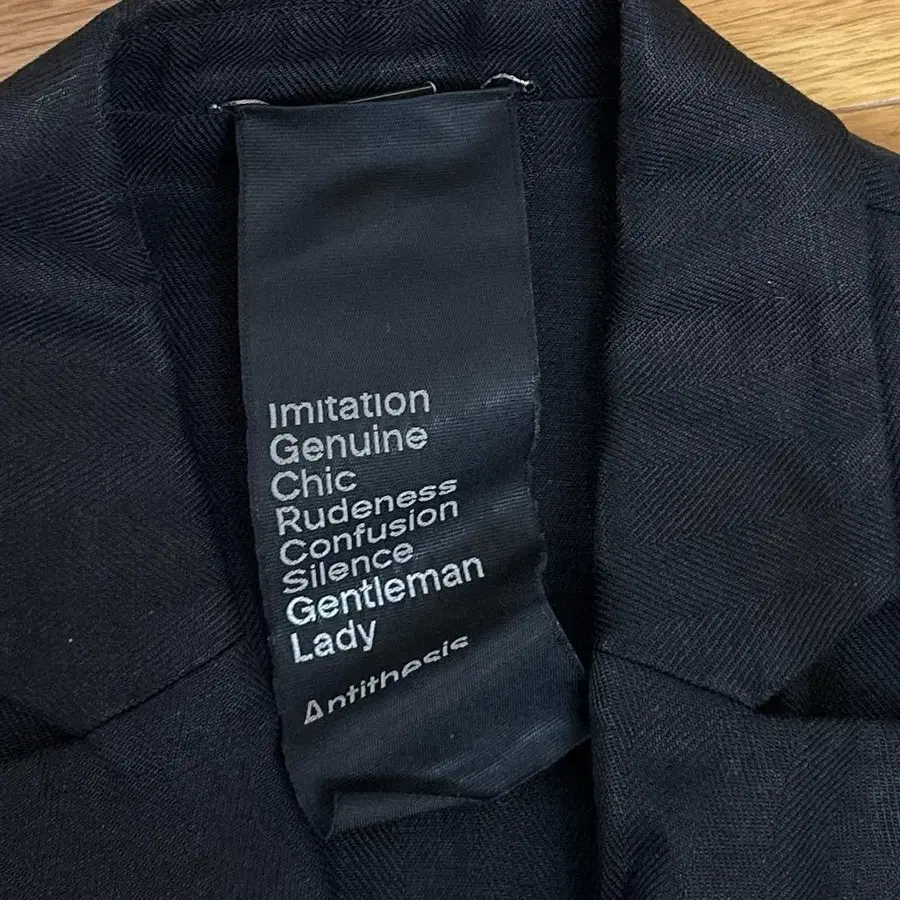 Imitation
Genuine
Chic
Rudeness
Confusion
Silence
Gentleman
Lady
Antithesis